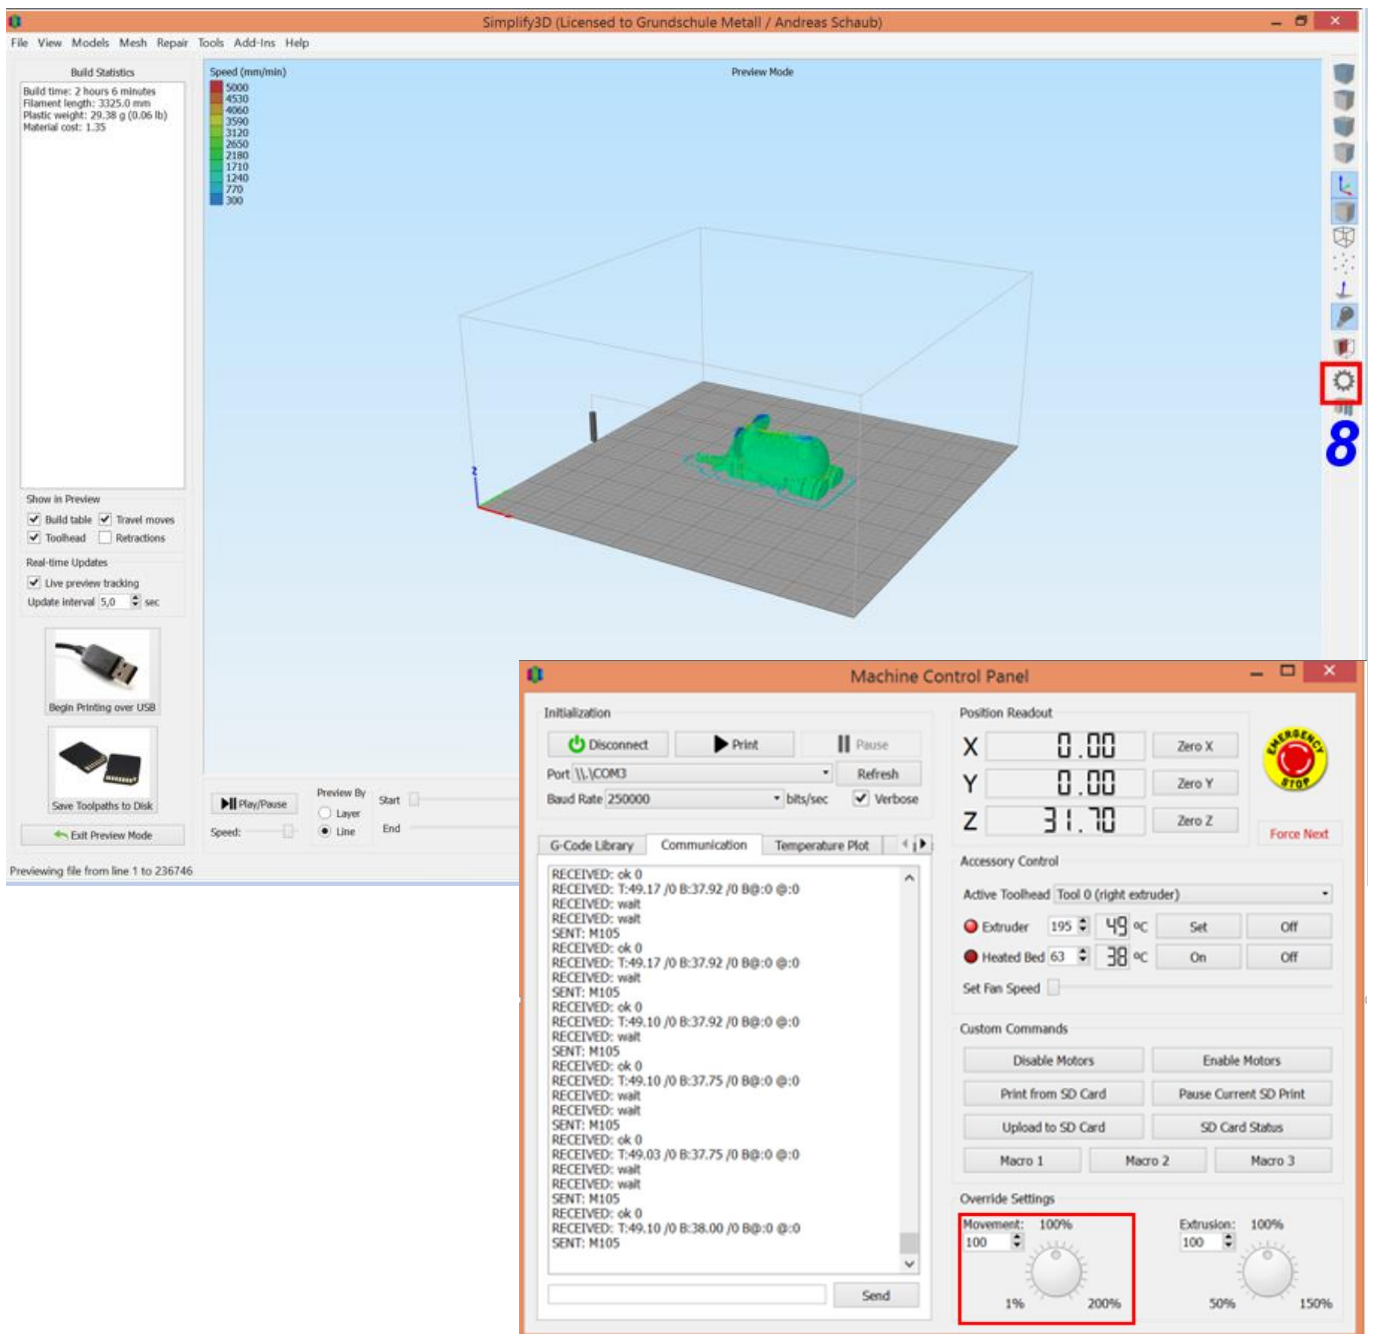 Simplify3D (Licensed to Grundschule Metall / Andreas Schaub)
File View Models Mesh Repair Tools Add-Ins Help
Build Statistics
Build time: 2 hours 6 minutes
Filament length: 3325.0 mm
Plastic weight: 29.38 g (0.06 lb)
Material cost: 1.35
Speed (mm/min)
5000
4530
4060
3590
3120
2650
2180
1710
1240
770
300
Preview Mode
z
8
Show in Preview
Build table Travel moves
Toolhead Retractions
Real-time Updates
Live preview tracking
Update interval 5,0 sec
Begin Printing over USB
Save Toolpaths to Disk
Exit Preview Mode
Play/Pause
Speed:
Preview By
Layer
Line
Start
End
Previewing file from line 1 to 236746
Machine Control Panel
Initialization
Disconnect Print Pause
Port \\.\COM3 Refresh
Baud Rate 250000 bits/sec Verbose
G-Code Library Communication Temperature Plot
RECEIVED: ok 0
RECEIVED: T:49.17 /0 B:37.92 /0 B@:0 @:0
RECEIVED: wait
RECEIVED: wait
SENT: M105
RECEIVED: ok 0
RECEIVED: T:49.17 /0 B:37.92 /0 B@:0 @:0
RECEIVED: wait
SENT: M105
RECEIVED: ok 0
RECEIVED: T:49.10 /0 B:37.92 /0 B@:0 @:0
RECEIVED: wait
SENT: M105
RECEIVED: ok 0
RECEIVED: T:49.10 /0 B:37.75 /0 B@:0 @:0
RECEIVED: wait
RECEIVED: wait
SENT: M105
RECEIVED: ok 0
RECEIVED: T:49.03 /0 B:37.75 /0 B@:0 @:0
RECEIVED: wait
RECEIVED: wait
SENT: M105
RECEIVED: ok 0
RECEIVED: T:49.10 /0 B:38.00 /0 B@:0 @:0
SENT: M105
Send
Position Readout
X 0.00 Zero X
Y 0.00 Zero Y
Z 31.70 Zero Z
EMERGENCY
STOP
Force Next
Accessory Control
Active Toolhead Tool 0 (right extruder)
Extruder 195 49 ºC Set Off
Heated Bed 63 38 ºC On Off
Set Fan Speed
Custom Commands
Disable Motors Enable Motors
Print from SD Card Pause Current SD Print
Upload to SD Card SD Card Status
Macro 1 Macro 2 Macro 3
Override Settings
Movement: 100%
100
1% 200%
Extrusion: 100%
100
50% 150%